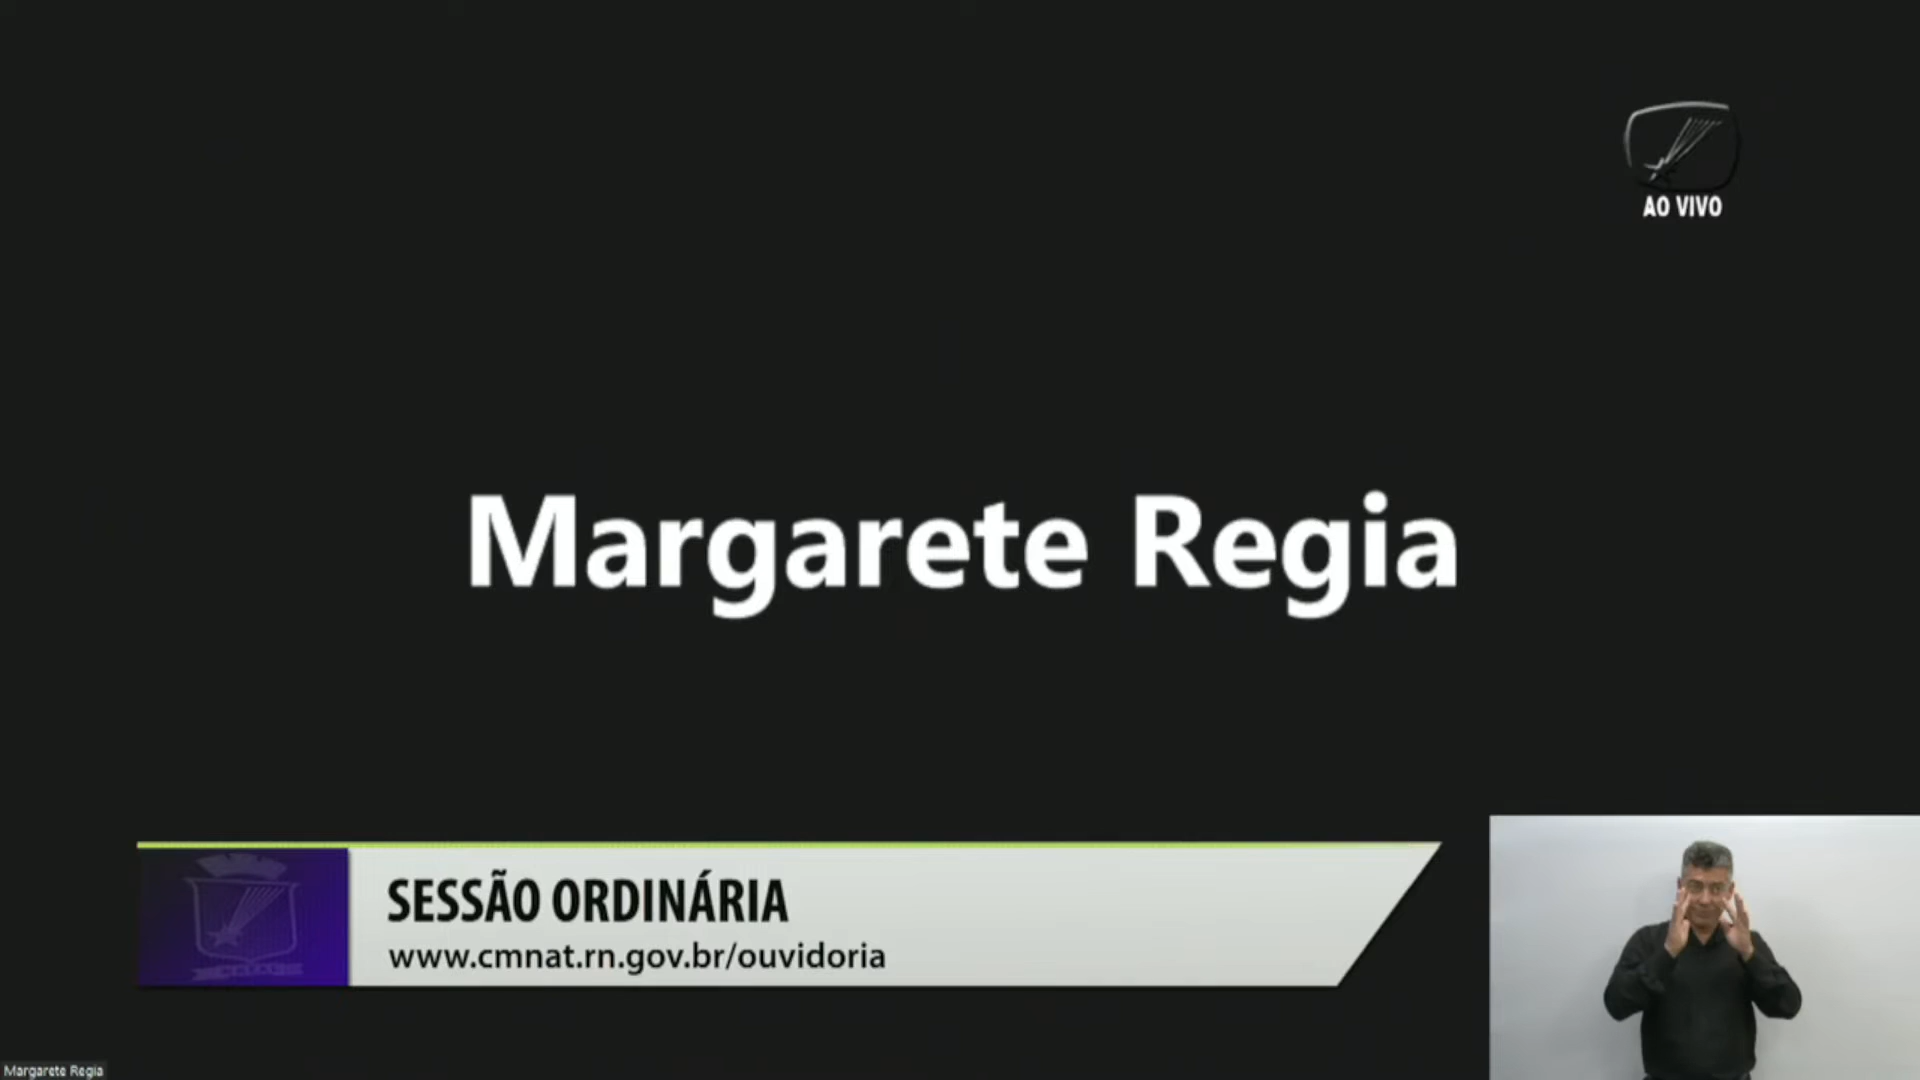 AO VIVO
Margarete Regia
SESSÃO ORDINÁRIA
www.cmnat.rn.gov.br/ouvidoria
Margarete Regia